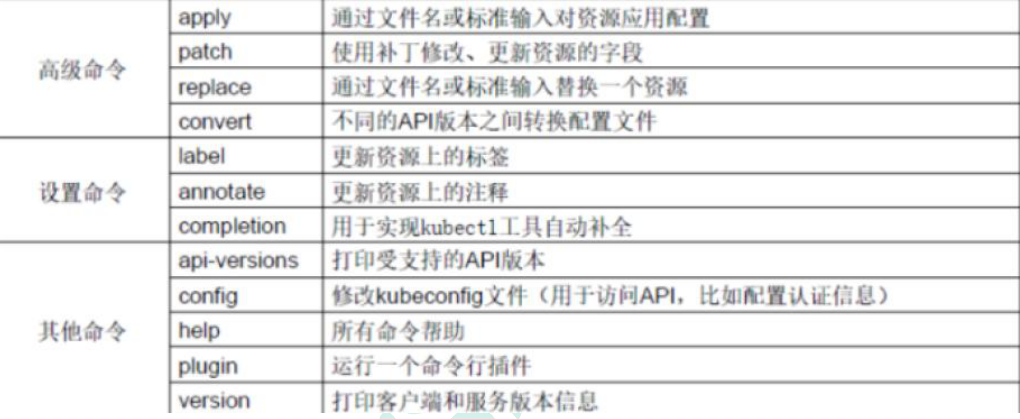 高级命令
apply 通过文件名或标准输入对资源应用配置
patch 使用补丁修改、更新资源的字段
replace 通过文件名或标准输入替换一个资源
convert 不同的API版本之间转换配置文件
设置命令
label 更新资源上的标签
annotate 更新资源上的注释
completion 用于实现kubectl工具自动补全
其他命令
api-versions 打印受支持的API版本
config 修改kubeconfig文件（用于访问API，比如配置认证信息）
help 所有命令帮助
plugin 运行一个命令行插件
version 打印客户端和服务版本信息